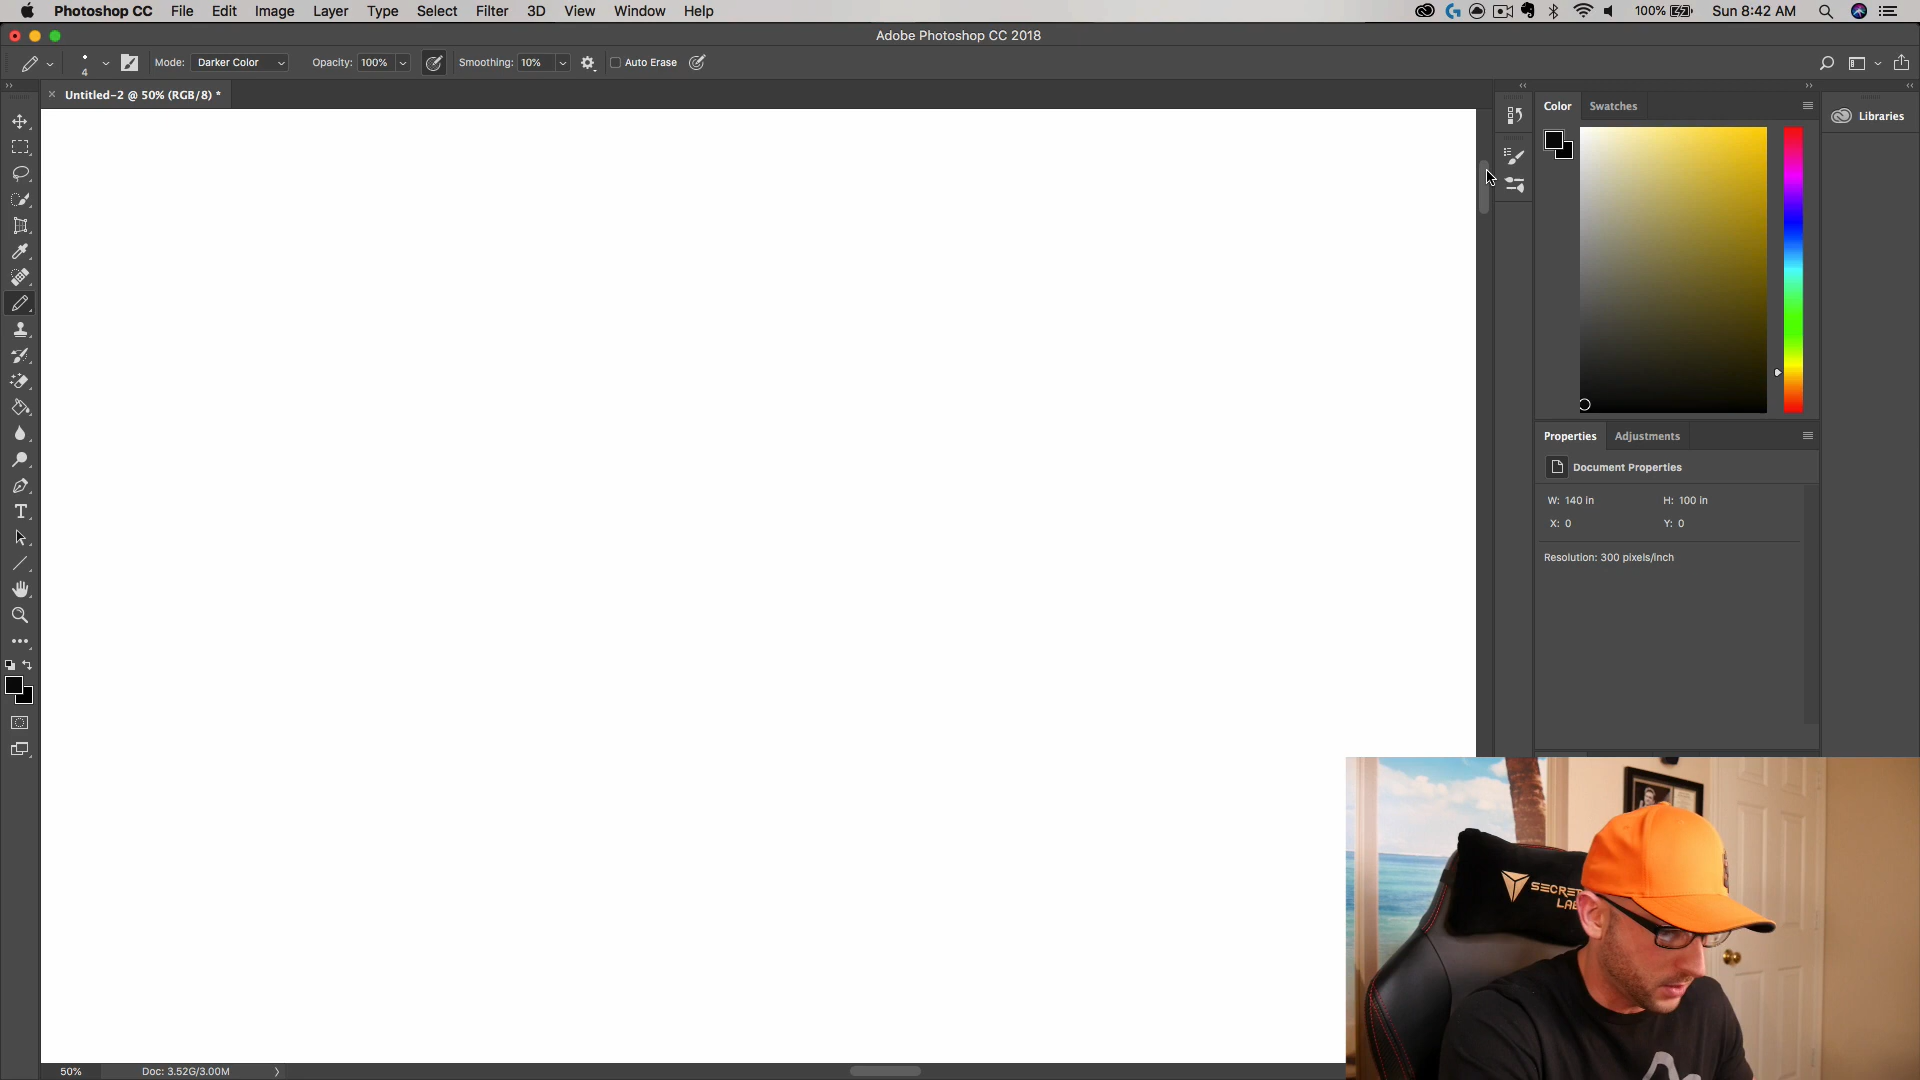 Photoshop CC File Edit Image Layer Type Select Filter 3D View Window Help 100% Sun 8:42 AM
Adobe Photoshop CC 2018
4 Mode: Darker Color Opacity: 100% Smoothing: 10% Auto Erase
Untitled-2 @ 50% (RGB/8) *
Color Swatches
Libraries
Properties Adjustments
Document Properties
W: 140 in H: 100 in
X: 0 Y: 0
Resolution: 300 pixels/inch
SECRET
LAB
50% Doc: 3.52G/3.00M